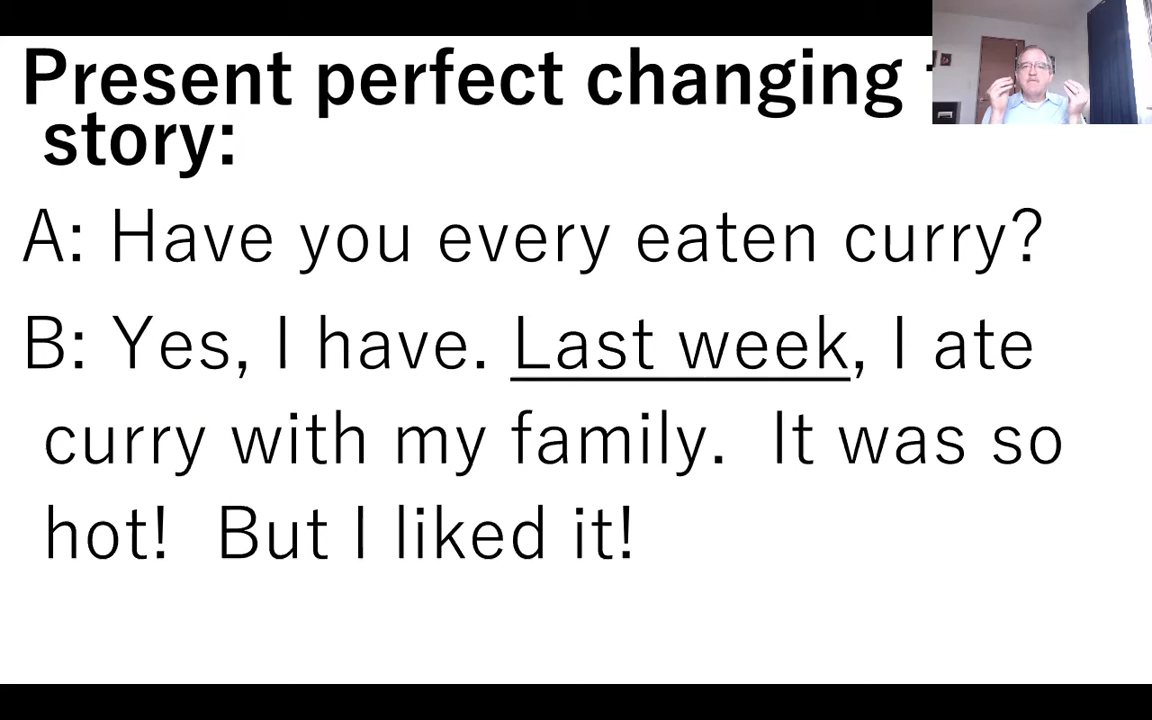 Present perfect changing
story:
A: Have you every eaten curry?
B: Yes, I have. Last week, I ate
curry with my family. It was so
hot! But I liked it!